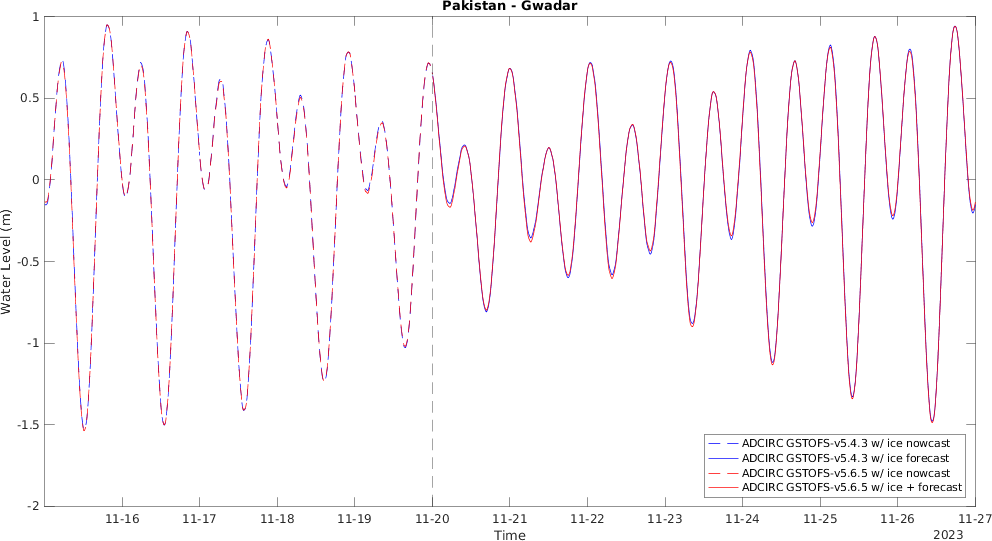 Pakistan - Gwadar
1
0.5
0
-0.5
-1
-1.5
-2
Water Level (m)
ADCIRC GSTOFS-v5.4.3 w/ ice nowcast
ADCIRC GSTOFS-v5.4.3 w/ ice forecast
ADCIRC GSTOFS-v5.6.5 w/ ice nowcast
ADCIRC GSTOFS-v5.6.5 w/ ice + forecast
11-16 11-17 11-18 11-19 11-20 11-21 11-22 11-23 11-24 11-25 11-26 11-27
Time
2023